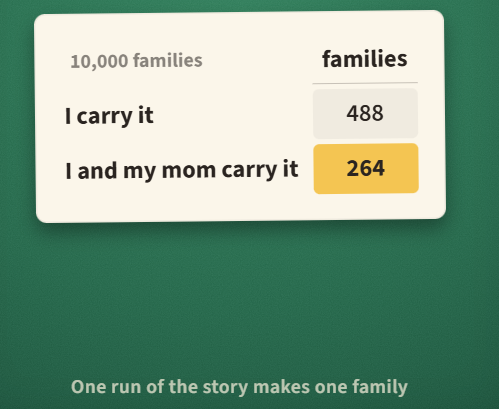 10,000 families families
I carry it 488
I and my mom carry it 264
One run of the story makes one family